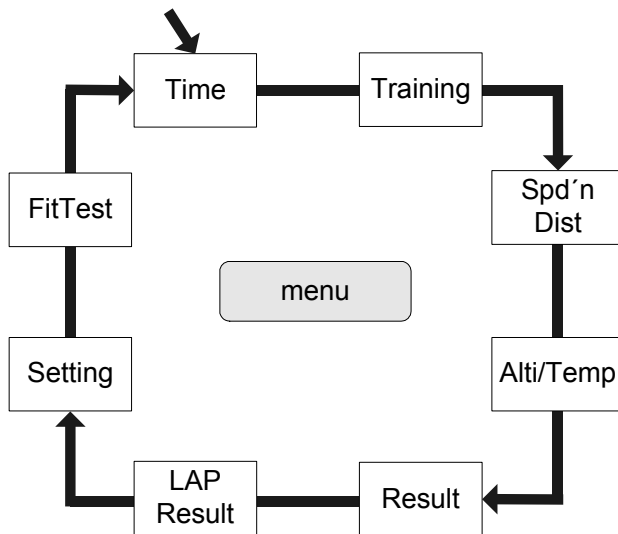 Time
Training
FitTest
Spd´n
Dist
menu
Setting
Alti/Temp
LAP
Result
Result